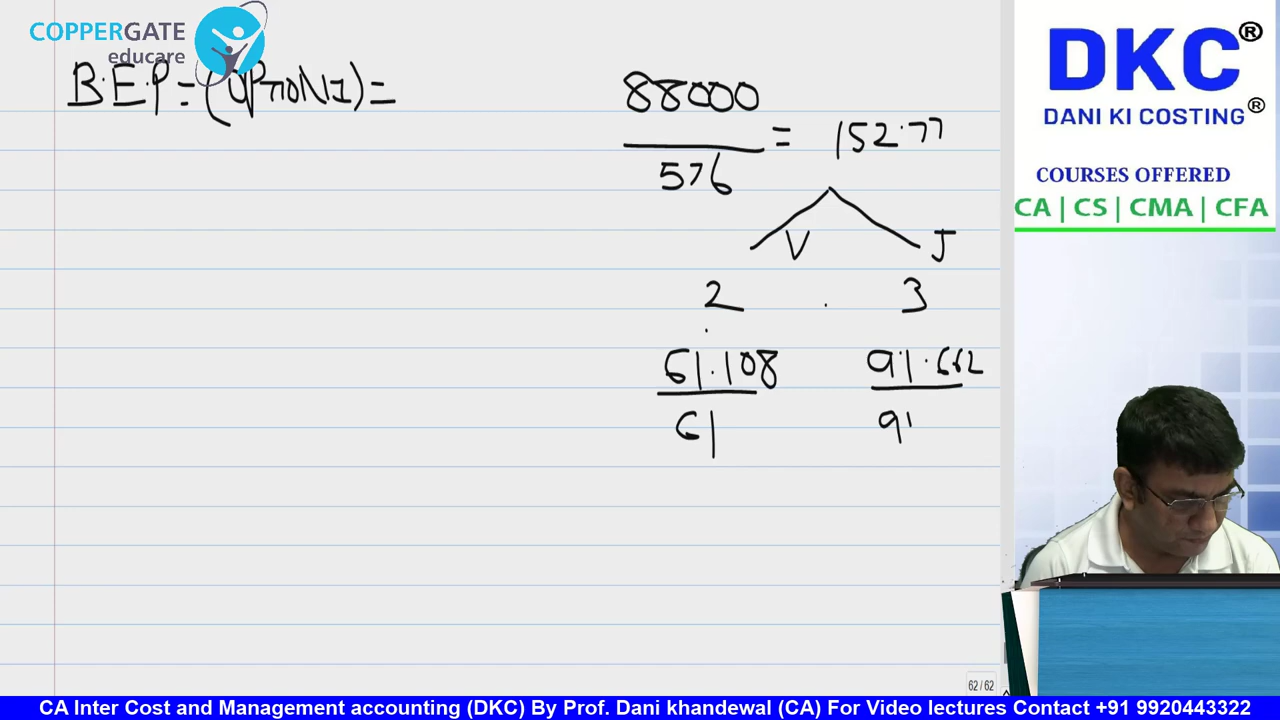 COPPERGATE
educare
B.E.P = (OPTION I) =
88000
576
= 152.77
V J
2 3
61.108 91.662
61 91
DKC®
DANI KI COSTING®
COURSES OFFERED
CA | CS | CMA | CFA
62/62
CA Inter Cost and Management accounting (DKC) By Prof. Dani khandewal (CA) For Video lectures Contact +91 9920443322